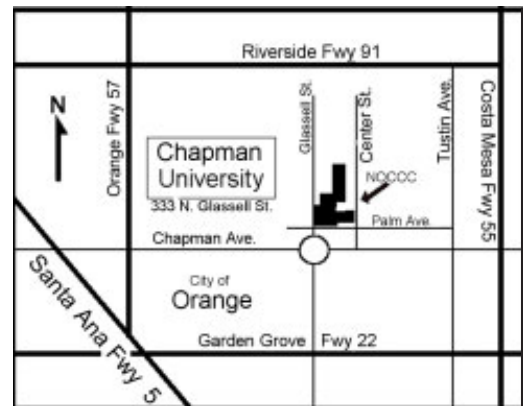 Riverside Fwy 91
N
Orange Fwy 57
Glassell St.
Center St.
Tustin Ave.
Costa Mesa Fwy 55
Chapman
University
333 N. Glassell St.
NOCCC
Palm Ave.
Chapman Ave.
City of
Orange
Santa Ana Fwy 5
Garden Grove Fwy 22